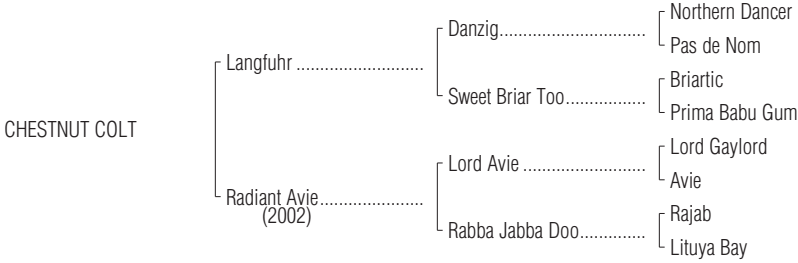 Northern Dancer
Danzig..............................
Pas de Nom
Langfuhr ..........................
Briartic
Sweet Briar Too.................
Prima Babu Gum
CHESTNUT COLT
Lord Gaylord
Lord Avie .........................
Avie
Radiant Avie......................
(2002)
Rajab
Rabba Jabba Doo..............
Lituya Bay